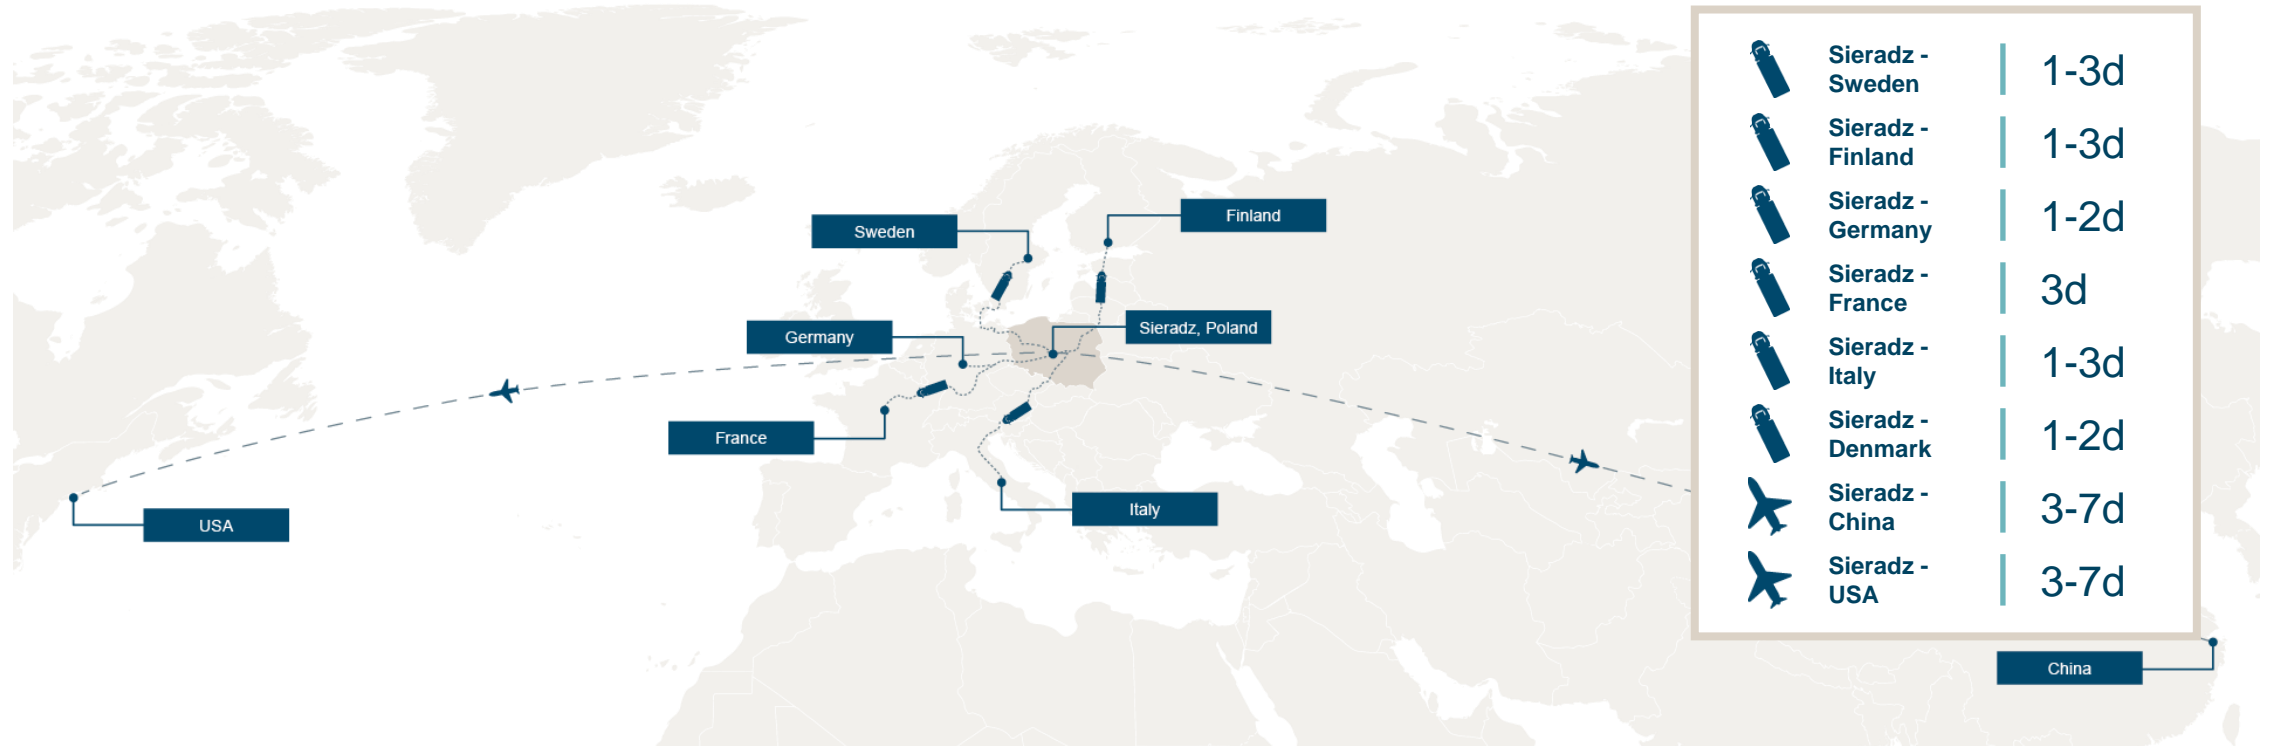 Sieradz -
Sweden
1-3d
Sieradz -
Finland
1-3d
Sieradz -
Germany
1-2d
Sieradz -
France
3d
Sieradz -
Italy
1-3d
Sieradz -
Denmark
1-2d
Sieradz -
China
3-7d
Sieradz -
USA
3-7d
Finland
Sweden
Sieradz, Poland
Germany
France
Italy
USA
China